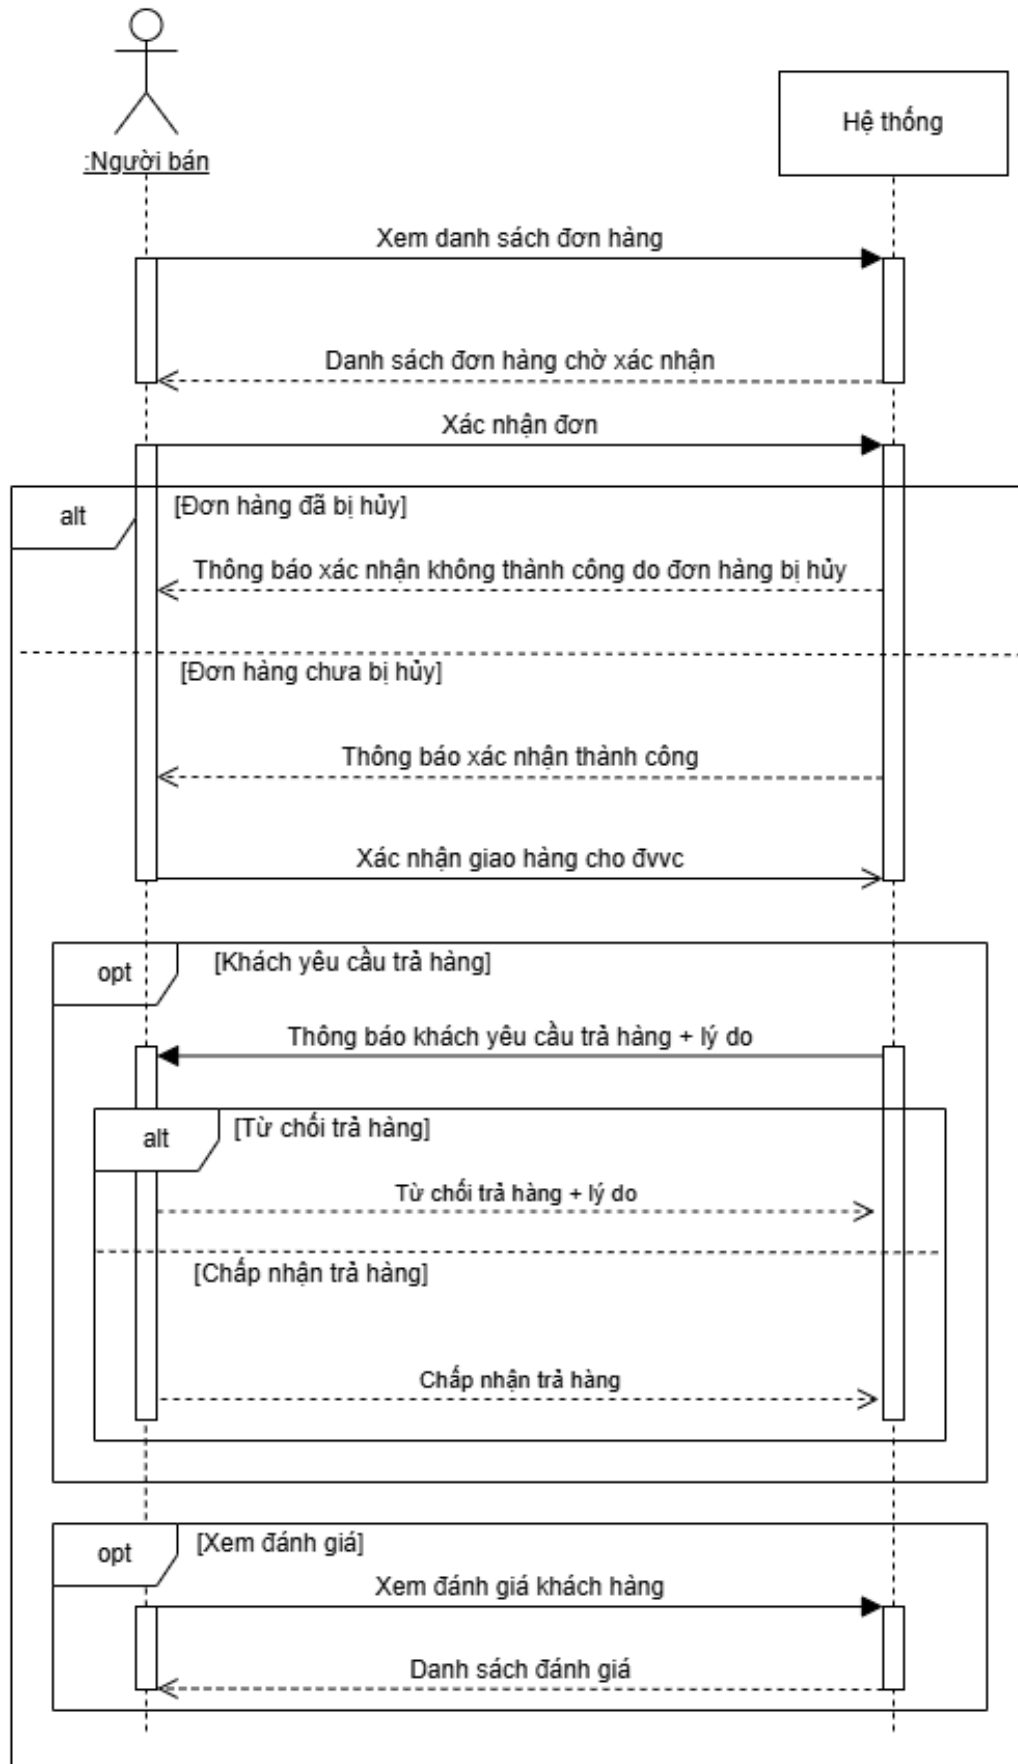 :Người bán
Hệ thống
Xem danh sách đơn hàng
Danh sách đơn hàng chờ xác nhận
Xác nhận đơn
alt
[Đơn hàng đã bị hủy]
Thông báo xác nhận không thành công do đơn hàng bị hủy
[Đơn hàng chưa bị hủy]
Thông báo xác nhận thành công
Xác nhận giao hàng cho đvvc
opt
[Khách yêu cầu trả hàng]
Thông báo khách yêu cầu trả hàng + lý do
alt
[Từ chối trả hàng]
Từ chối trả hàng + lý do
[Chấp nhận trả hàng]
Chấp nhận trả hàng
opt
[Xem đánh giá]
Xem đánh giá khách hàng
Danh sách đánh giá